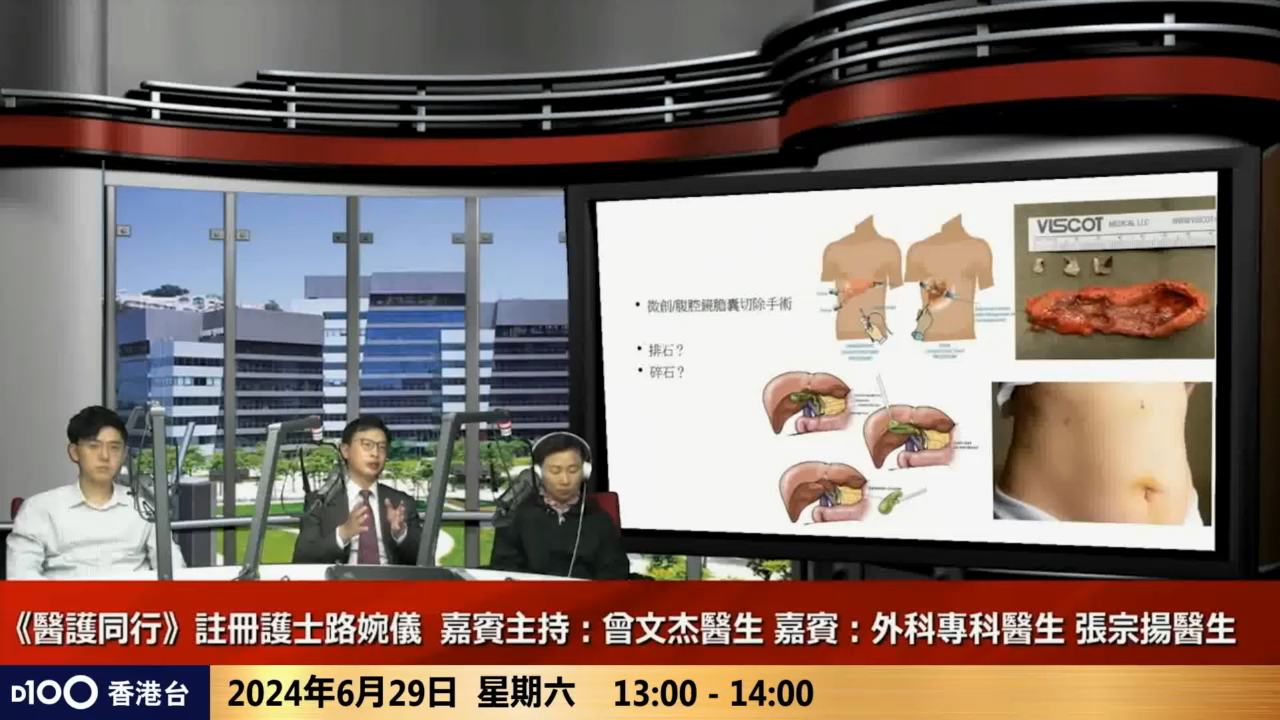 VISCOT MEDICAL LLC
• 微創/腹腔鏡膽囊切除手術
• 排石？
• 碎石？
《醫護同行》註冊護士路婉儀 嘉賓主持：曾文杰醫生 嘉賓：外科專科醫生 張宗揚醫生
D100 香港台
2024年6月29日 星期六 13:00 - 14:00